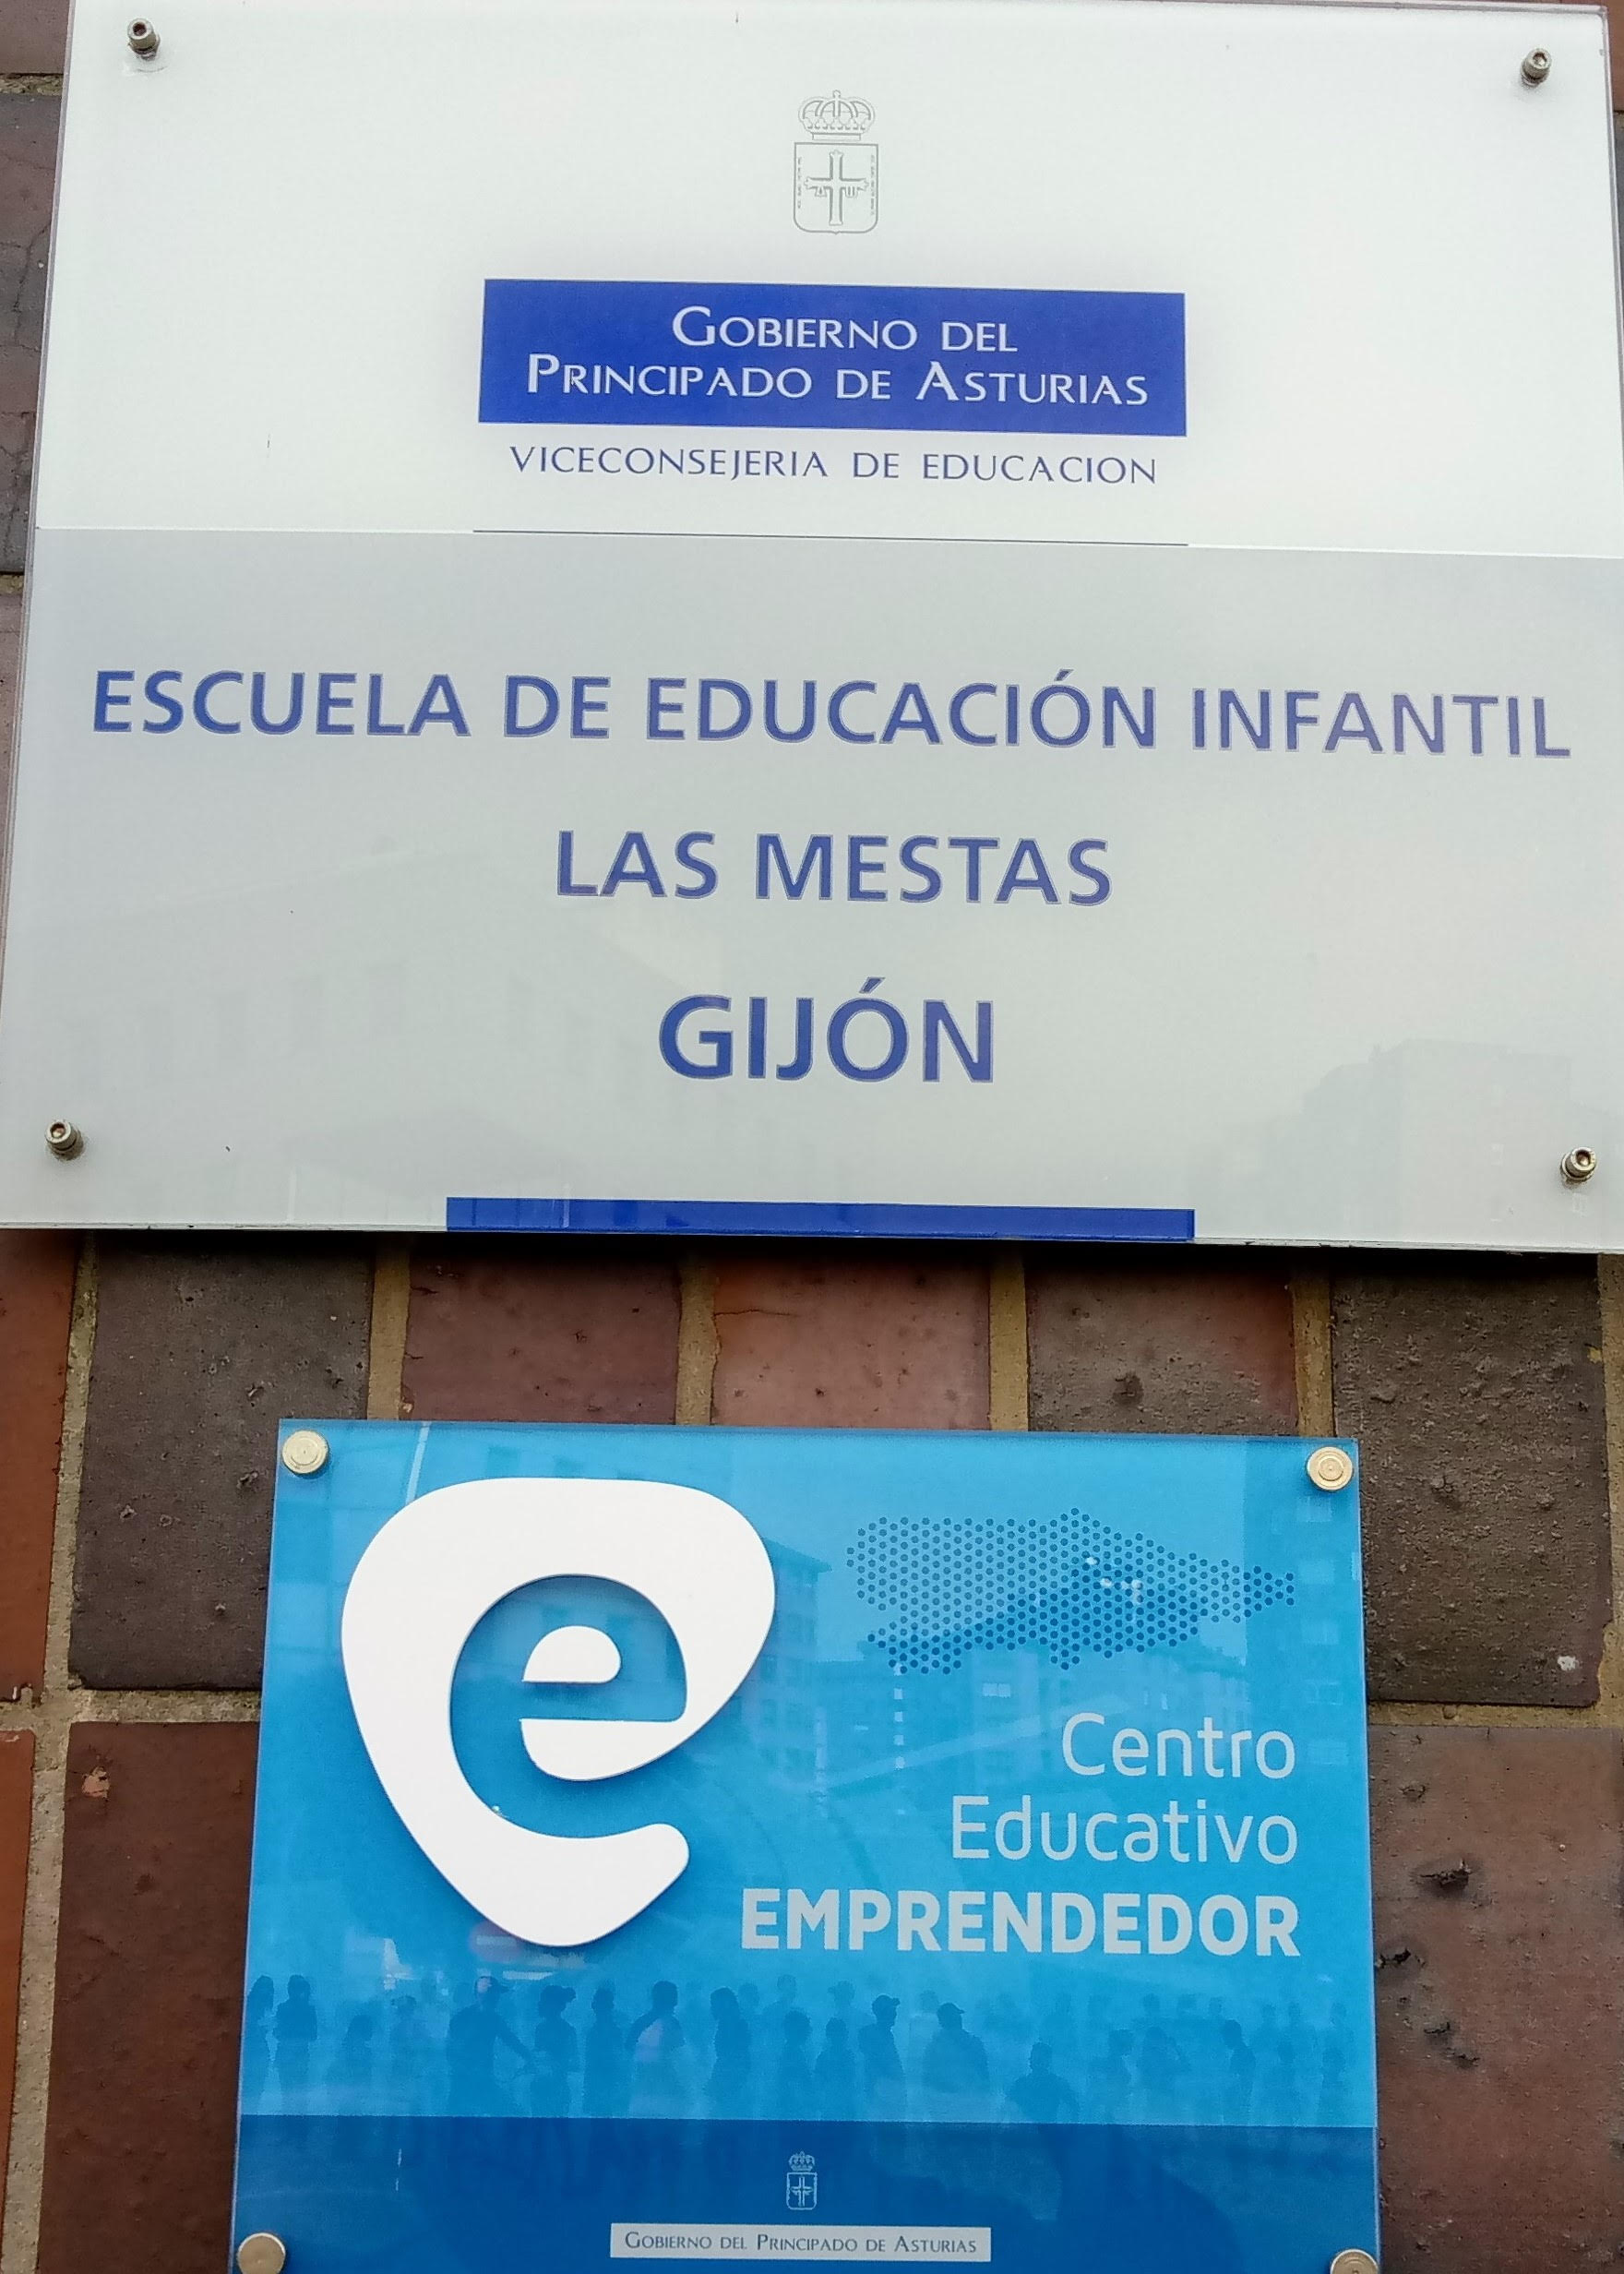 GOBIERNO DEL
PRINCIPADO DE ASTURIAS
VICECONSEJERIA DE EDUCACION
ESCUELA DE EDUCACIÓN INFANTIL
LAS MESTAS
GIJÓN
e
Centro
Educativo
EMPRENDEDOR
GOBIERNO DEL PRINCIPADO DE ASTURIAS